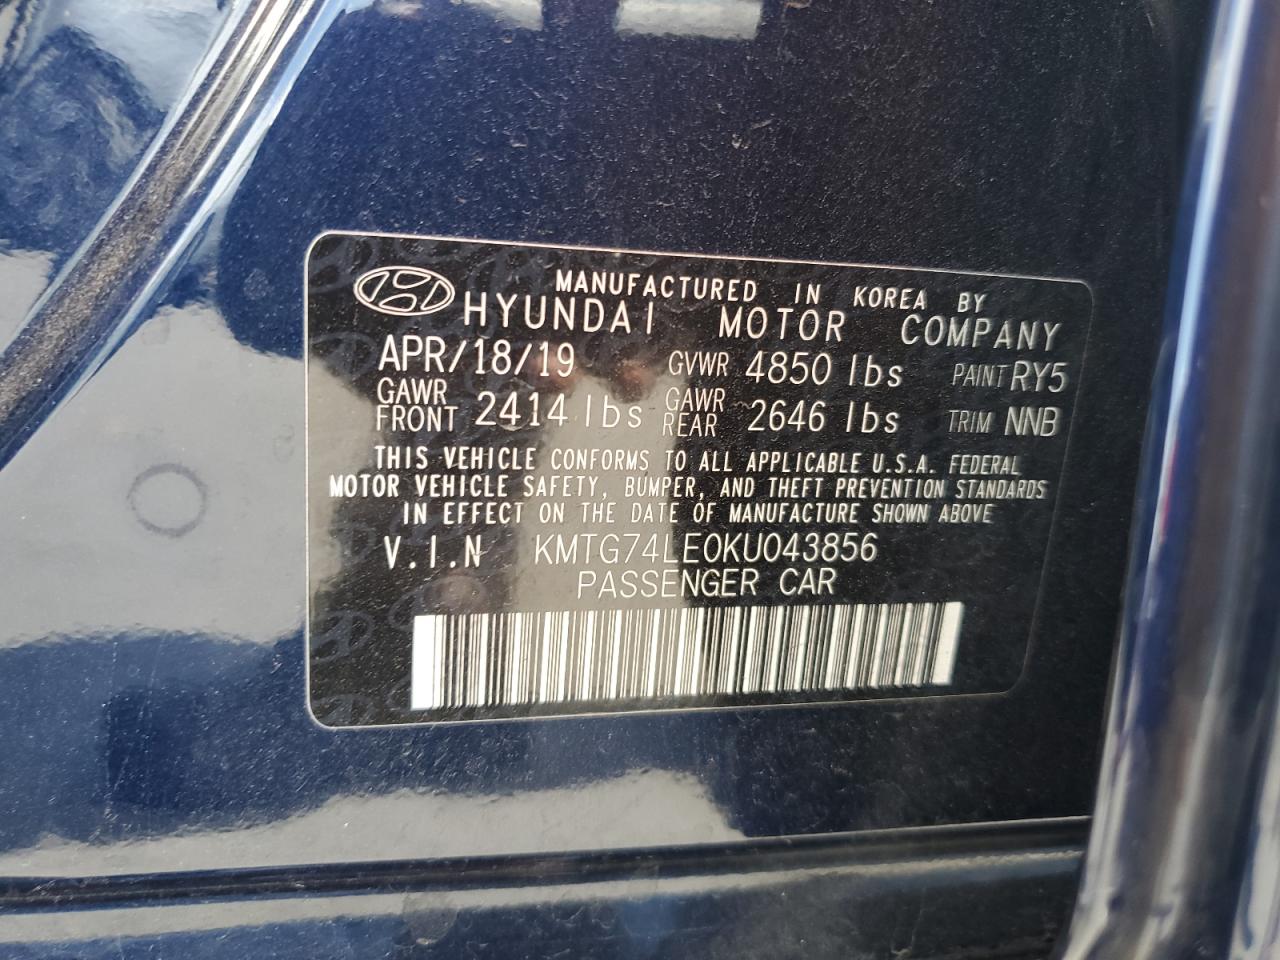 MANUFACTURED IN KOREA BY
HYUNDAI MOTOR COMPANY
APR/18/19 GVWR 4850 lbs PAINT RY5
GAWR FRONT 2414 lbs GAWR REAR 2646 lbs TRIM NNB
THIS VEHICLE CONFORMS TO ALL APPLICABLE U.S.A. FEDERAL
MOTOR VEHICLE SAFETY, BUMPER, AND THEFT PREVENTION STANDARDS
IN EFFECT ON THE DATE OF MANUFACTURE SHOWN ABOVE
V.I.N KMTG74LE0KU043856
PASSENGER CAR